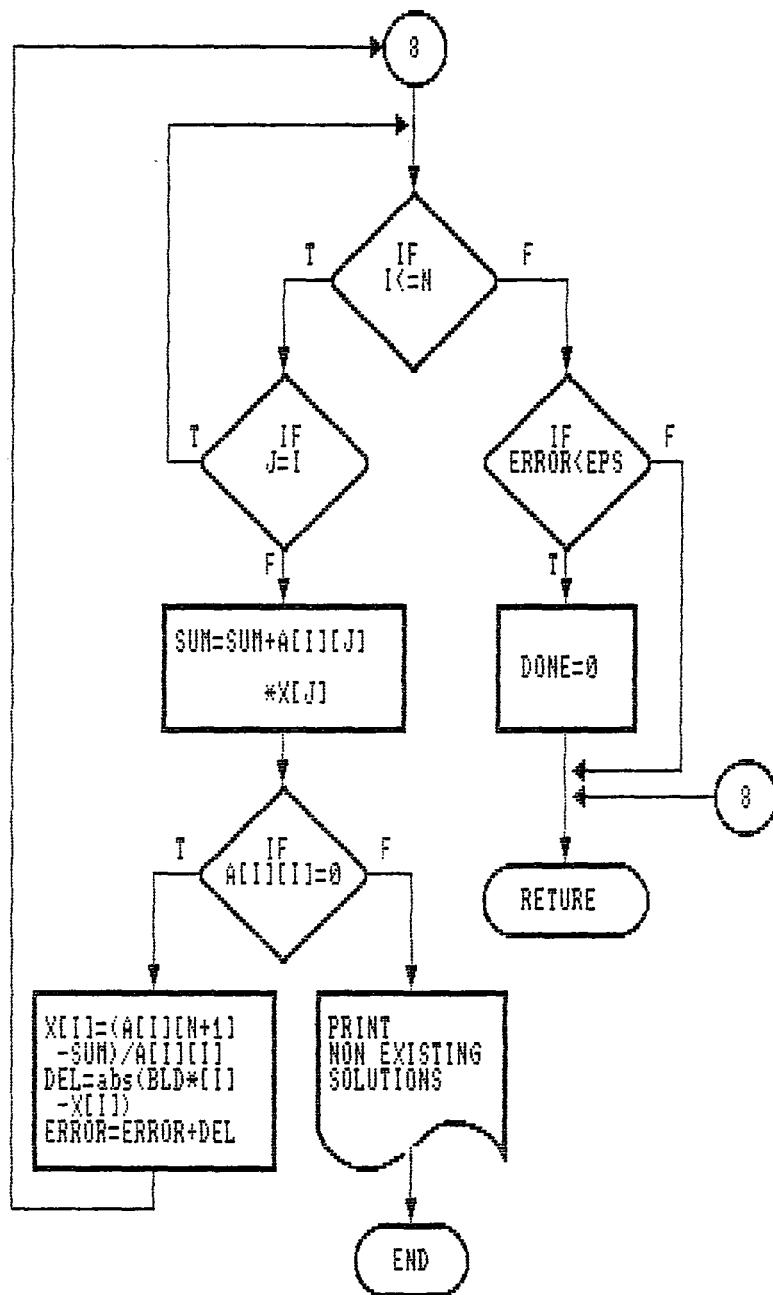 8
T
IF
I<=N
F
T
IF
J=I
F
IF
ERROR<EPS
F
T
SUM=SUM+A[I][J]
*X[J]
DONE=0
8
T
IF
A[I][I]=0
F
RETURE
X[I]=(A[I][N+1]
-SUM)/A[I][I]
DEL=abs(BLD*[I]
-X[I])
ERROR=ERROR+DEL
PRINT
NON EXISTING
SOLUTIONS
END